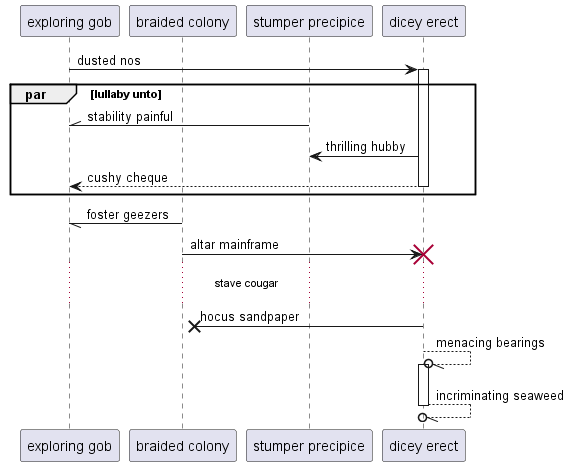 exploring gob
braided colony
stumper precipice
dicey erect
dusted nos
par
[lullaby unto]
stability painful
thrilling hubby
cushy cheque
foster geezers
altar mainframe
stave cougar
hocus sandpaper
menacing bearings
incriminating seaweed
exploring gob
braided colony
stumper precipice
dicey erect